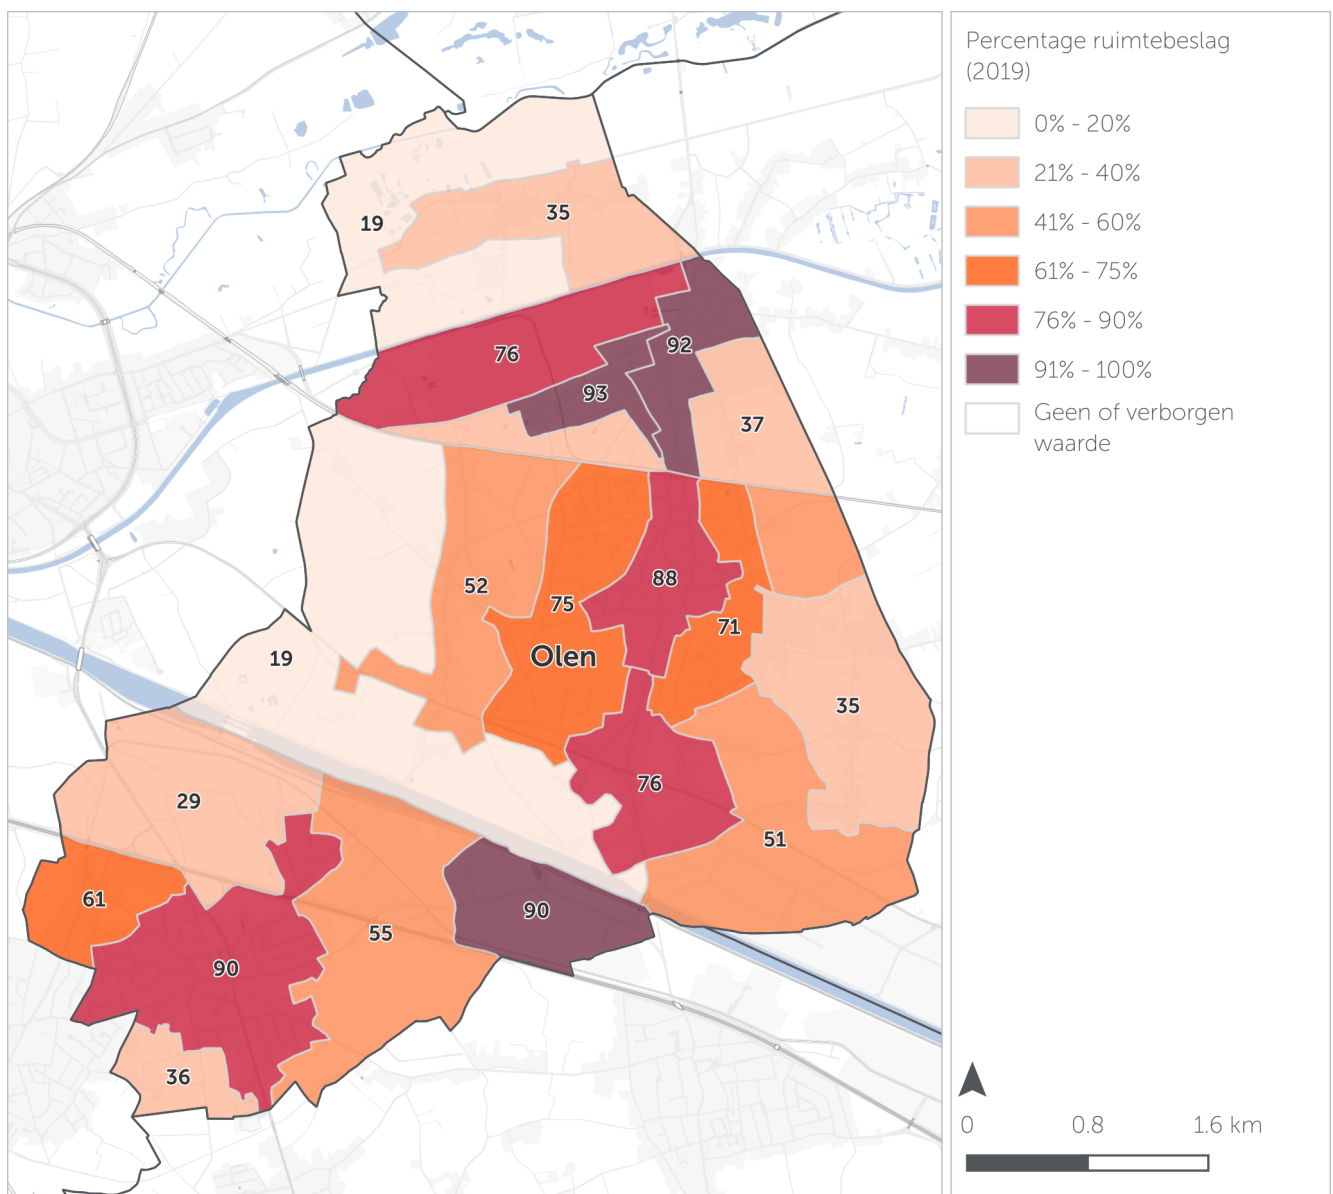 Percentage ruimtebeslag
(2019)
0% - 20%
21% - 40%
41% - 60%
61% - 75%
76% - 90%
91% - 100%
Geen of verborgen
waarde
19
35
76
92
93
37
52
88
75
71
Olen
19
35
76
29
51
61
90
55
90
36
0 0.8 1.6 km